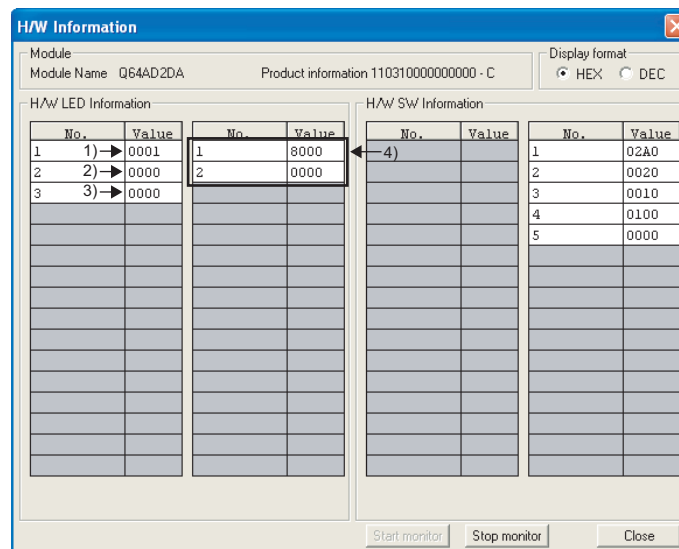 H/W Information
Module
Module Name Q64AD2DA Product information 110310000000000 - C
Display format
HEX DEC
H/W LED Information
No. Value No. Value
1 1) 0001 1 8000 4)
2 2) 0000 2 0000
3 3) 0000
H/W SW Information
No. Value No. Value
1 02A0
2 0020
3 0010
4 0100
5 0000
Start monitor Stop monitor Close